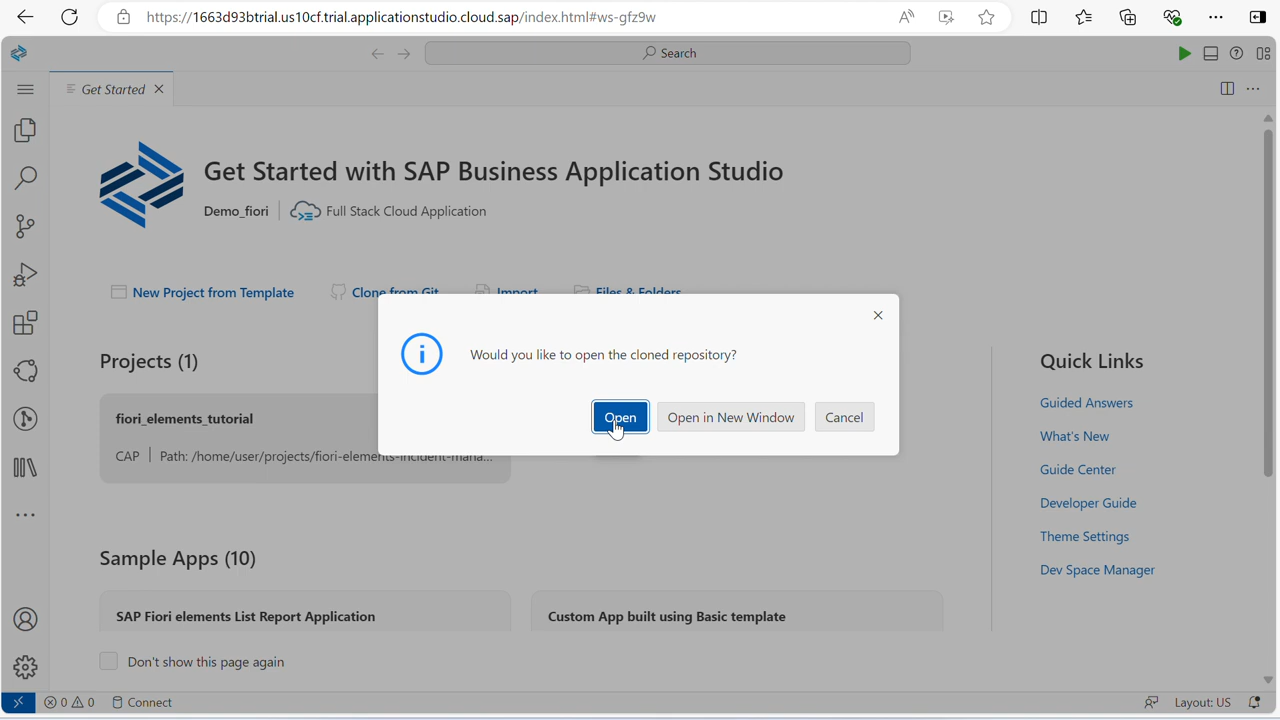 https://1663d93btrial.us10cf.trial.applicationstudio.cloud.sap/index.html#ws-gfz9w
Search
Get Started
Get Started with SAP Business Application Studio
Demo_fiori
Full Stack Cloud Application
New Project from Template
Clone from Git
Import
Files & Folders
Would you like to open the cloned repository?
Open
Open in New Window
Cancel
Projects (1)
fiori_elements_tutorial
CAP
Path: /home/user/projects/fiori-elements-incident-mana...
Quick Links
Guided Answers
What's New
Guide Center
Developer Guide
Theme Settings
Dev Space Manager
Sample Apps (10)
SAP Fiori elements List Report Application
Custom App built using Basic template
Don't show this page again
0 0
Connect
Layout: US